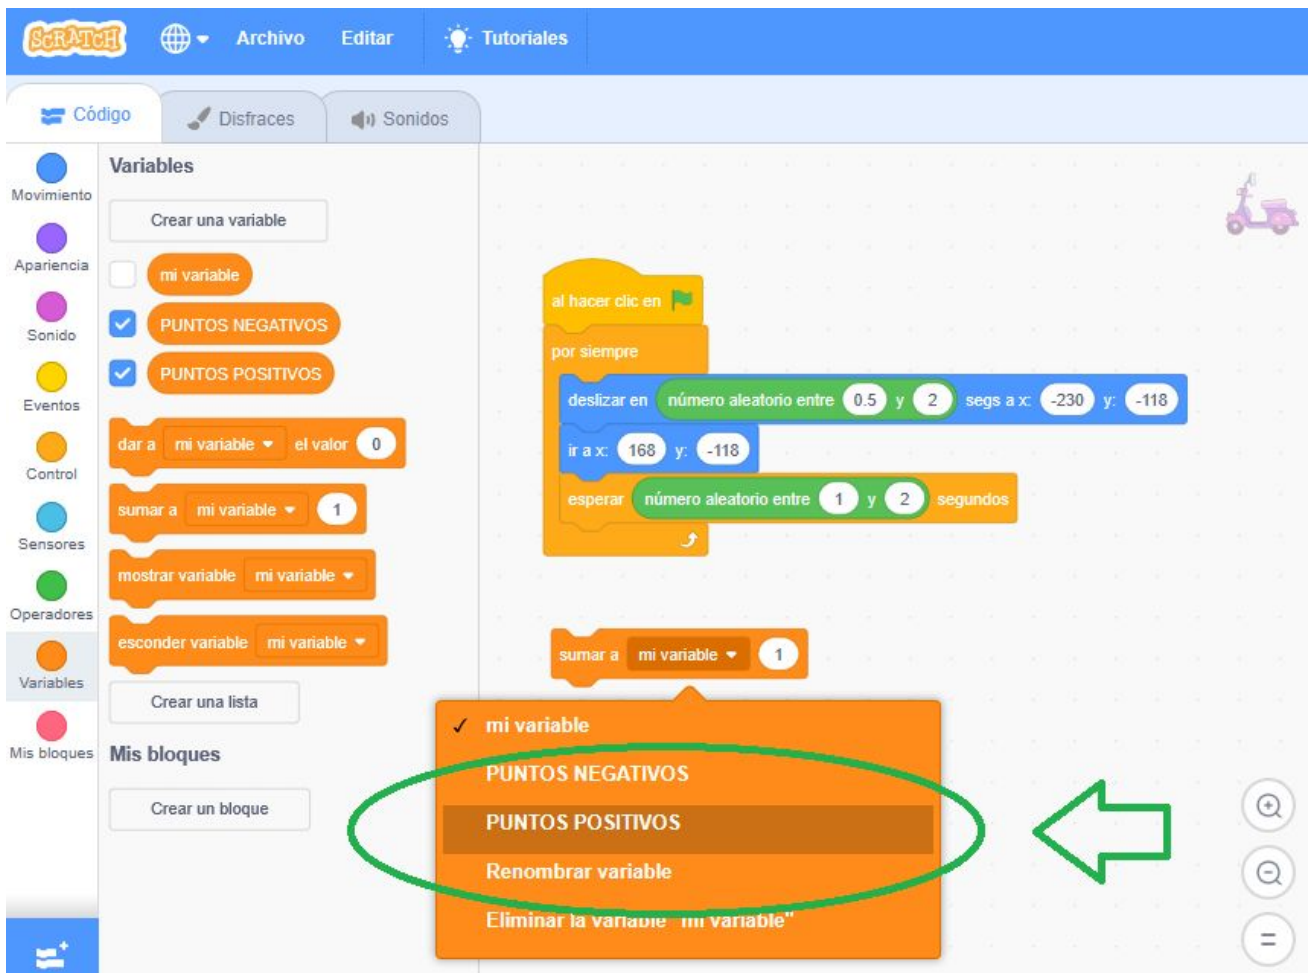 SCRATCH Archivo Editar Tutoriales
Código Disfraces Sonidos
Movimiento
Apariencia
Sonido
Eventos
Control
Sensores
Operadores
Variables
Mis bloques
Variables
Crear una variable
mi variable
PUNTOS NEGATIVOS
PUNTOS POSITIVOS
dar a mi variable el valor 0
sumar a mi variable 1
mostrar variable mi variable
esconder variable mi variable
Crear una lista
Mis bloques
Crear un bloque
al hacer clic en
por siempre
deslizar en número aleatorio entre 0.5 y 2 segs a x: -230 y: -118
ir a x: 168 y: -118
esperar número aleatorio entre 1 y 2 segundos
sumar a mi variable 1
✓ mi variable
PUNTOS NEGATIVOS
PUNTOS POSITIVOS
Renombrar variable
Eliminar la variable "mi variable"